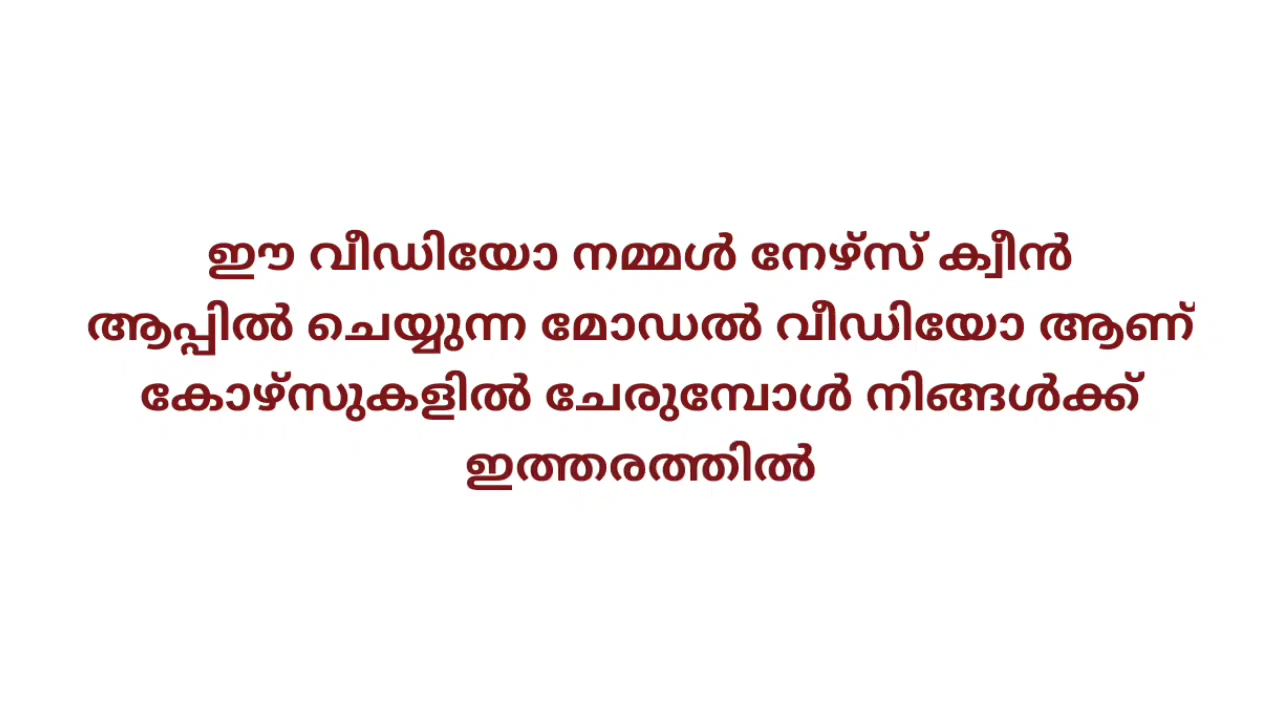 ഈ വീഡിയോ നമ്മൾ നേഴ്സ് ക്വീൻ
ആപ്പിൽ ചെയ്യുന്ന മോഡൽ വീഡിയോ ആണ്
കോഴ്സുകളിൽ ചേരുമ്പോൾ നിങ്ങൾക്ക്
ഇത്തരത്തിൽ